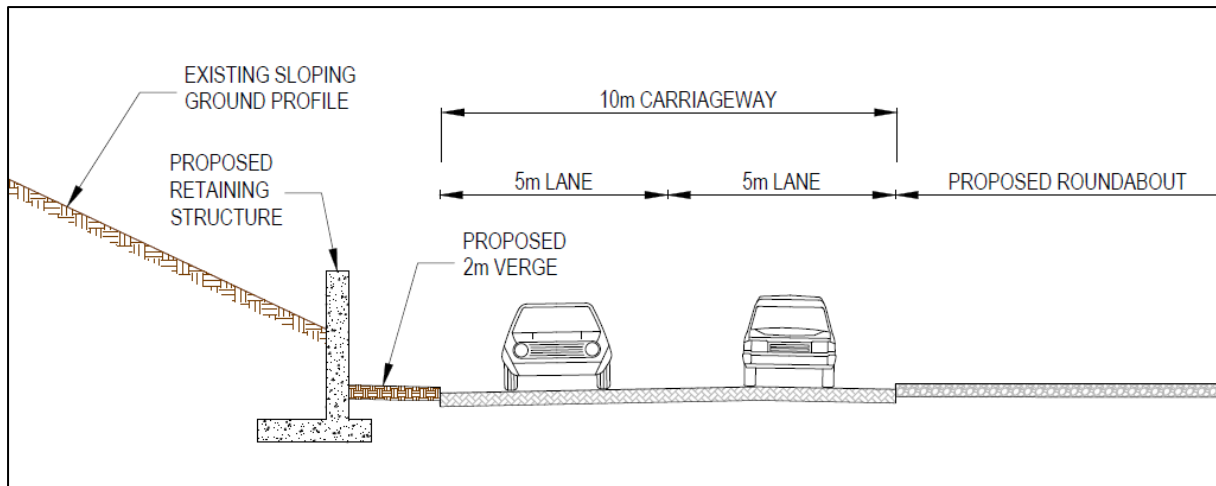 EXISTING SLOPING
GROUND PROFILE
10m CARRIAGEWAY
PROPOSED
RETAINING
STRUCTURE
5m LANE
5m LANE
PROPOSED ROUNDABOUT
PROPOSED
2m VERGE